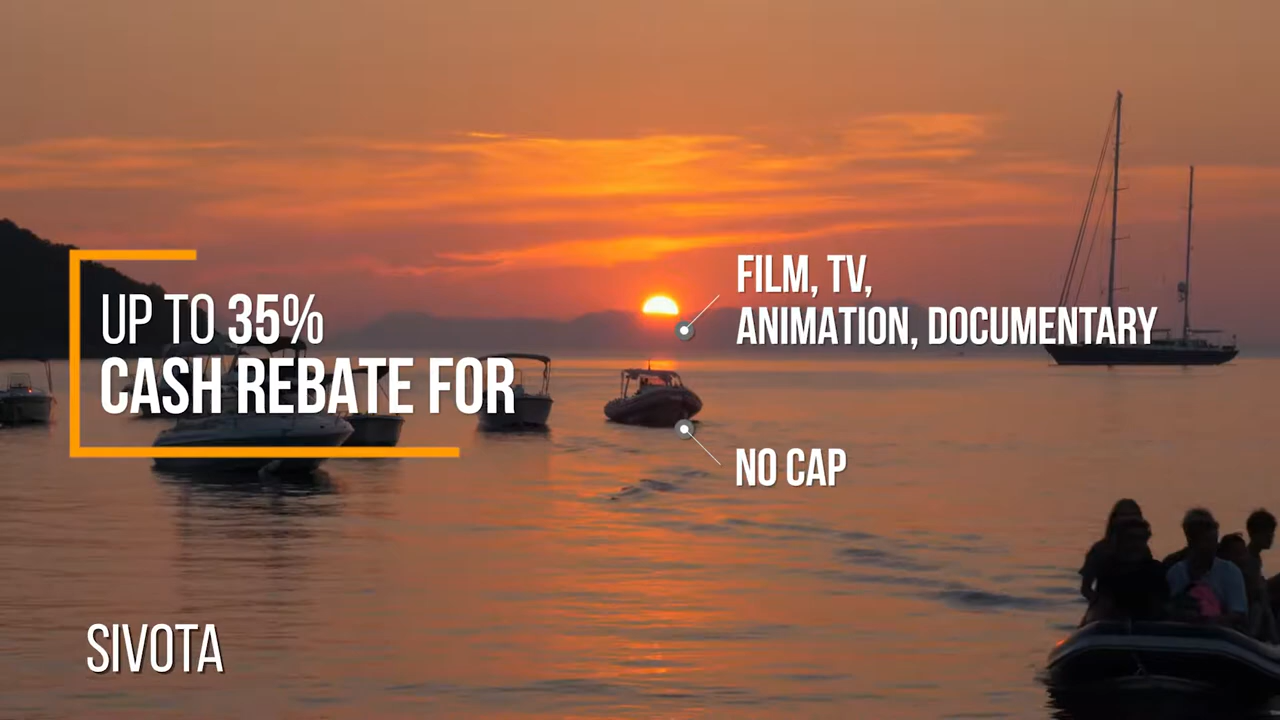 UP TO 35%
CASH REBATE FOR
FILM, TV,
ANIMATION, DOCUMENTARY
NO CAP
SIVOTA